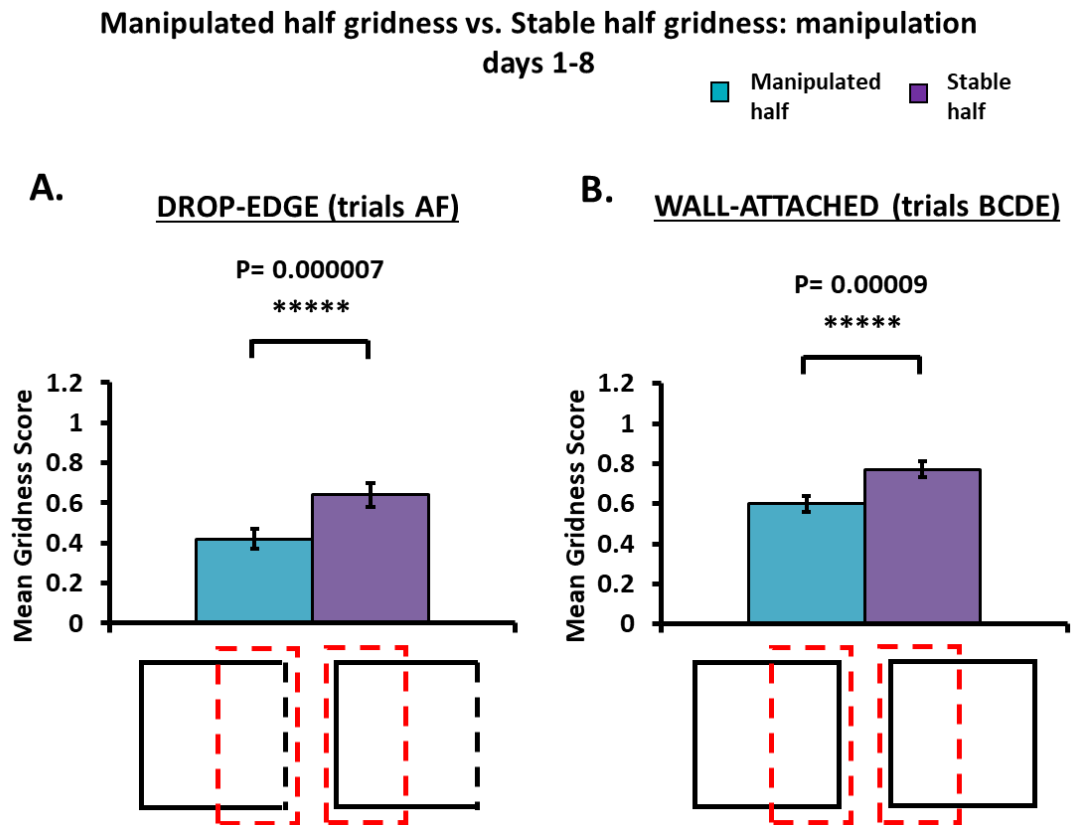 Manipulated half gridness vs. Stable half gridness: manipulation
days 1-8
Manipulated
half
Stable
half
A.
DROP-EDGE (trials AF)
P= 0.000007
*****
1.2
1
0.8
0.6
0.4
0.2
0
Mean Gridness Score
B.
WALL-ATTACHED (trials BCDE)
P= 0.00009
*****
1.2
1
0.8
0.6
0.4
0.2
0
Mean Gridness Score